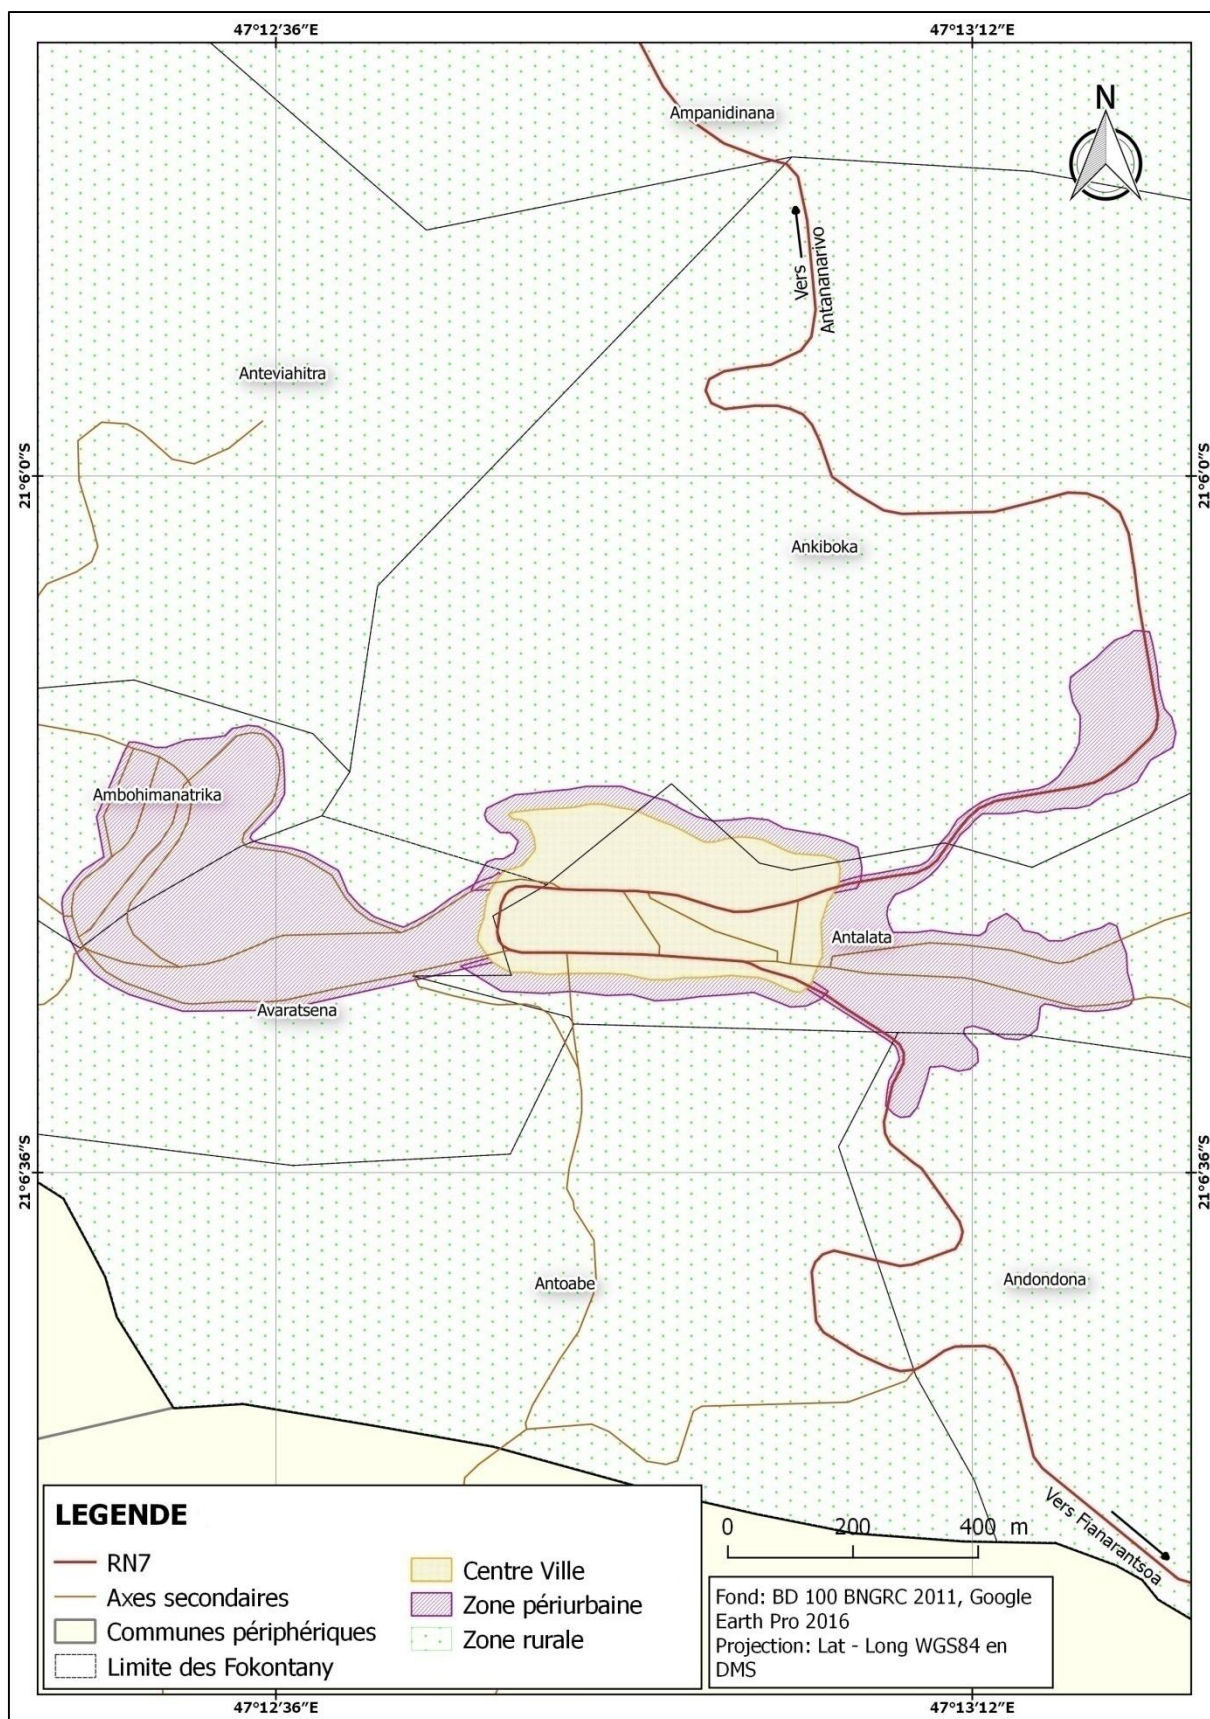 47°12'36"E
47°13'12"E
N
Ampanidinana
Vers
Antananarivo
Anteviahitra
21°6'0"S
21°6'0"S
Ankiboka
Ambohimanatrika
Antalata
Avaratsena
21°6'36"S
21°6'36"S
Antoabe
Andondona
Vers Fianarantsoa
LEGENDE
RN7
Axes secondaires
Communes périphériques
Limite des Fokontany
Centre Ville
Zone périurbaine
Zone rurale
0 200 400 m
Fond: BD 100 BNGRC 2011, Google
Earth Pro 2016
Projection: Lat - Long WGS84 en
DMS
47°12'36"E
47°13'12"E